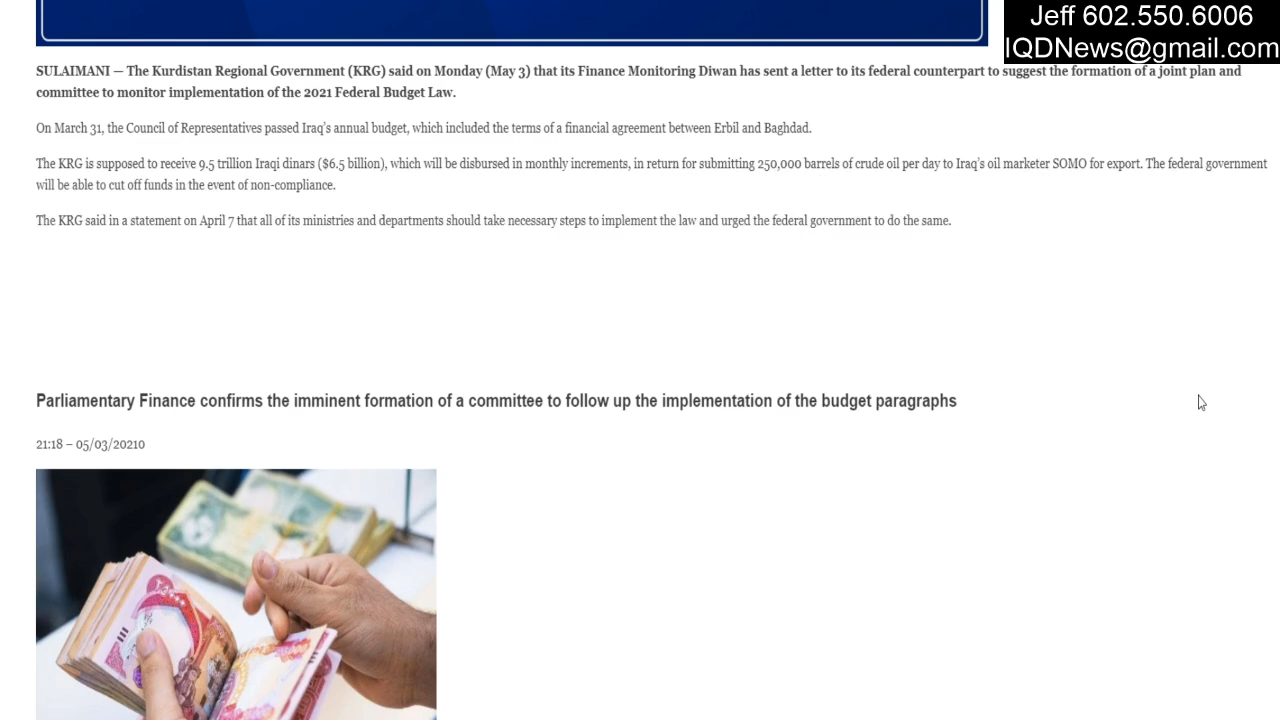 Jeff 602.550.6006
IQDNews@gmail.com
SULAIMANI — The Kurdistan Regional Government (KRG) said on Monday (May 3) that its Finance Monitoring Diwan has sent a letter to its federal counterpart to suggest the formation of a joint plan and
committee to monitor implementation of the 2021 Federal Budget Law.
On March 31, the Council of Representatives passed Iraq's annual budget, which included the terms of a financial agreement between Erbil and Baghdad.
The KRG is supposed to receive 9.5 trillion Iraqi dinars ($6.5 billion), which will be disbursed in monthly increments, in return for submitting 250,000 barrels of crude oil per day to Iraq's oil marketer SOMO for export. The federal government
will be able to cut off funds in the event of non-compliance.
The KRG said in a statement on April 7 that all of its ministries and departments should take necessary steps to implement the law and urged the federal government to do the same.
Parliamentary Finance confirms the imminent formation of a committee to follow up the implementation of the budget paragraphs
21:18 – 05/03/20210